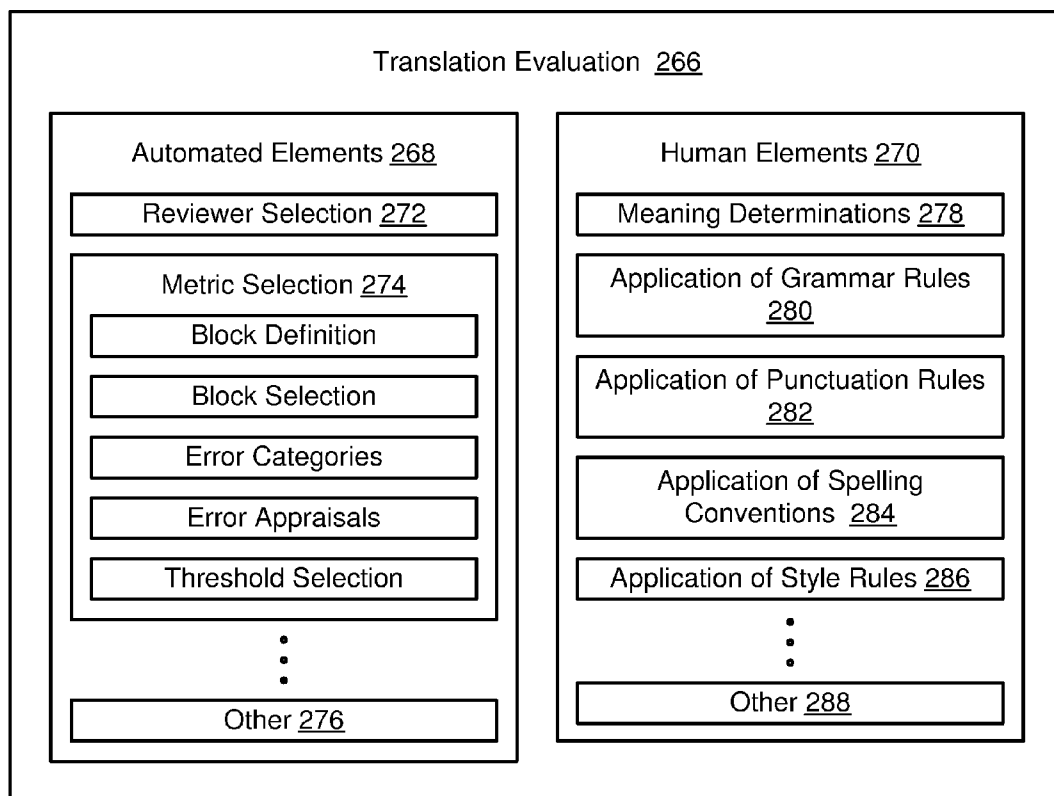 Translation Evaluation 266
Automated Elements 268
Reviewer Selection 272
Metric Selection 274
Block Definition
Block Selection
Error Categories
Error Appraisals
Threshold Selection
Other 276
Human Elements 270
Meaning Determinations 278
Application of Grammar Rules
280
Application of Punctuation Rules
282
Application of Spelling
Conventions 284
Application of Style Rules 286
Other 288